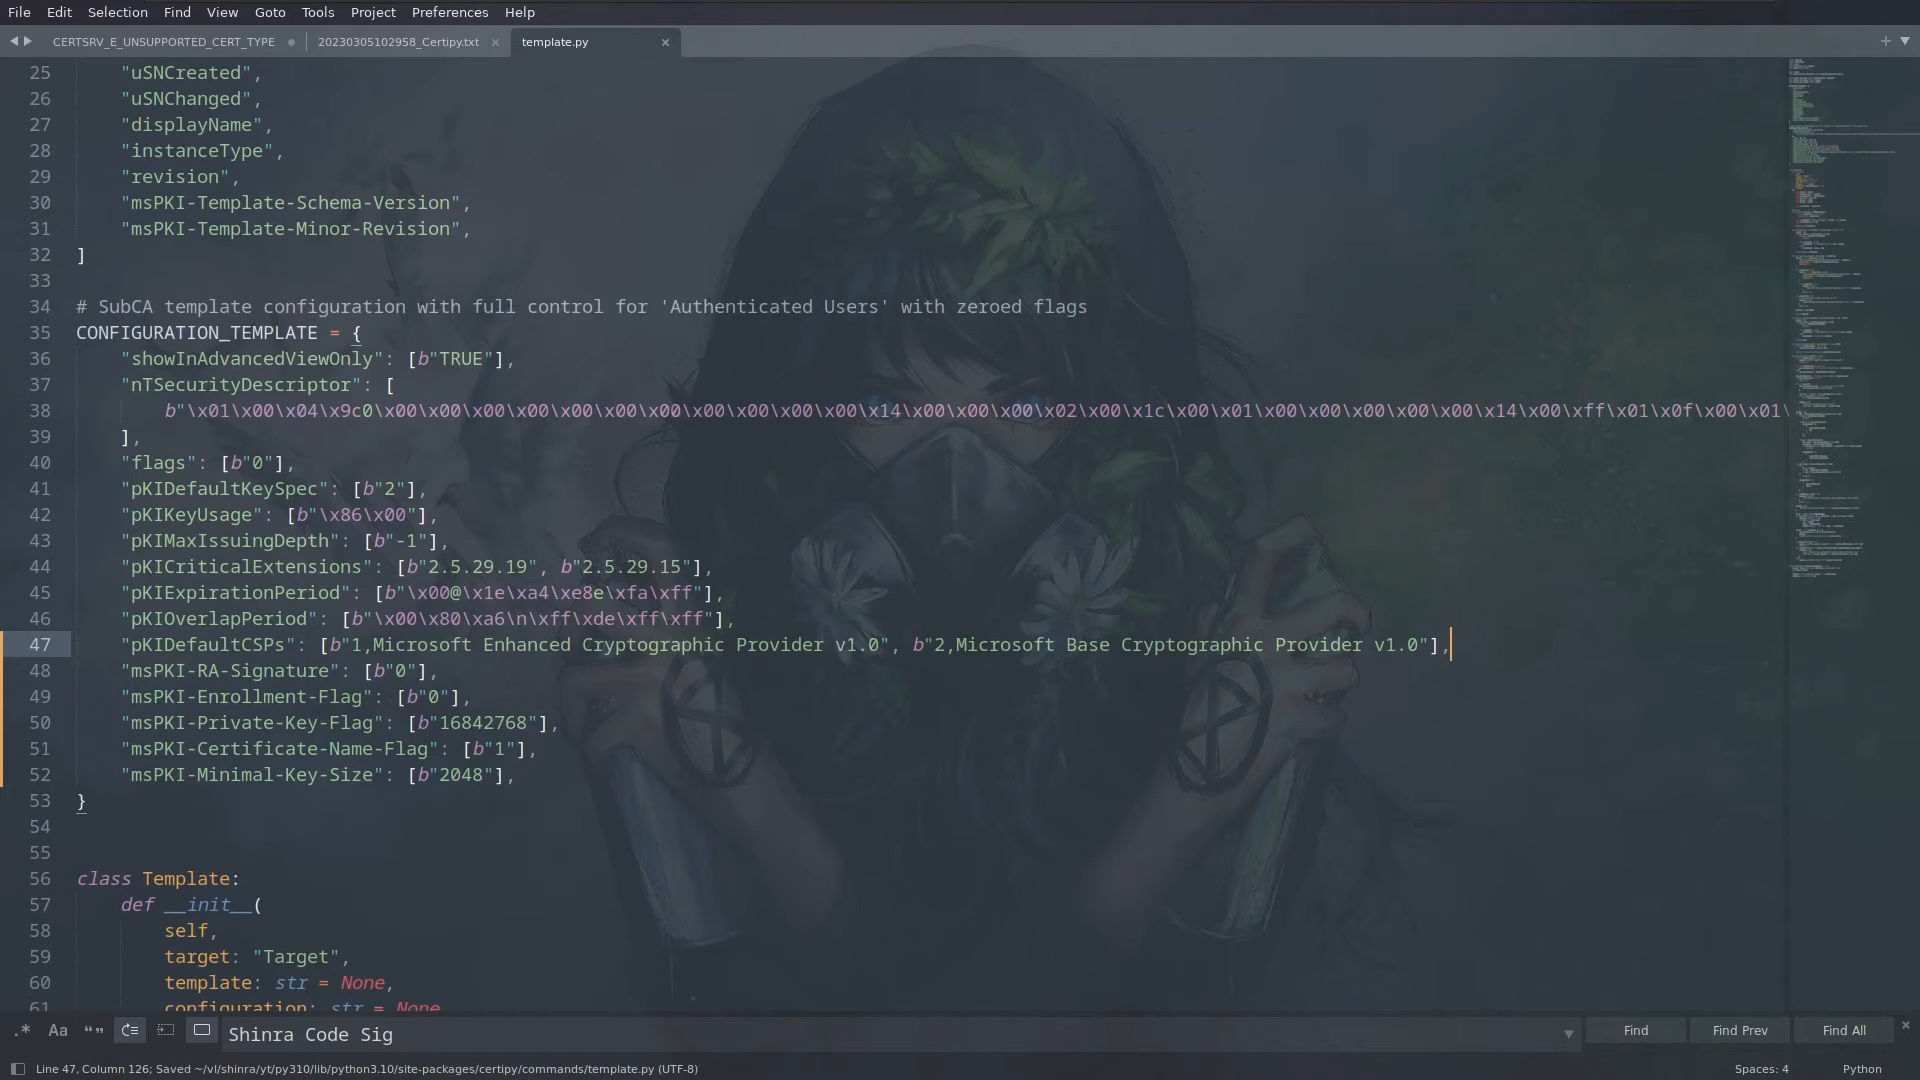 File Edit Selection Find View Goto Tools Project Preferences Help
CERTSRV_E_UNSUPPORTED_CERT_TYPE 20230305102958_Certipy.txt × template.py ×
25 "uSNCreated",
26 "uSNChanged",
27 "displayName",
28 "instanceType",
29 "revision",
30 "msPKI-Template-Schema-Version",
31 "msPKI-Template-Minor-Revision",
32 ]
33
34 # SubCA template configuration with full control for 'Authenticated Users' with zeroed flags
35 CONFIGURATION_TEMPLATE = {
36 "showInAdvancedViewOnly": [b"TRUE"],
37 "nTSecurityDescriptor": [
38 b"\x01\x00\x04\x9c0\x00\x00\x00\x00\x00\x00\x00\x00\x00\x00\x00\x14\x00\x00\x00\x02\x00\x1c\x00\x01\x00\x00\x00\x00\x00\x14\x00\xff\x01\x0f\x00\x01\
39 ],
40 "flags": [b"0"],
41 "pKIDefaultKeySpec": [b"2"],
42 "pKIKeyUsage": [b"\x86\x00"],
43 "pKIMaxIssuingDepth": [b"-1"],
44 "pKICriticalExtensions": [b"2.5.29.19", b"2.5.29.15"],
45 "pKIExpirationPeriod": [b"\x00@\x1e\xa4\xe8e\xfa\xff"],
46 "pKIOverlapPeriod": [b"\x00\x80\xa6\n\xff\xde\xff\xff"],
47 "pKIDefaultCSPs": [b"1,Microsoft Enhanced Cryptographic Provider v1.0", b"2,Microsoft Base Cryptographic Provider v1.0"],
48 "msPKI-RA-Signature": [b"0"],
49 "msPKI-Enrollment-Flag": [b"0"],
50 "msPKI-Private-Key-Flag": [b"16842768"],
51 "msPKI-Certificate-Name-Flag": [b"1"],
52 "msPKI-Minimal-Key-Size": [b"2048"],
53 }
54
55
56 class Template:
57 def __init__(
58 self,
59 target: "Target",
60 template: str = None,
61 configuration: str = None
.* Aa “” Shinra Code Sig Find Find Prev Find All ×
Line 47, Column 126; Saved ~/vl/shinra/yt/py310/lib/python3.10/site-packages/certipy/commands/template.py (UTF-8) Spaces: 4 Python